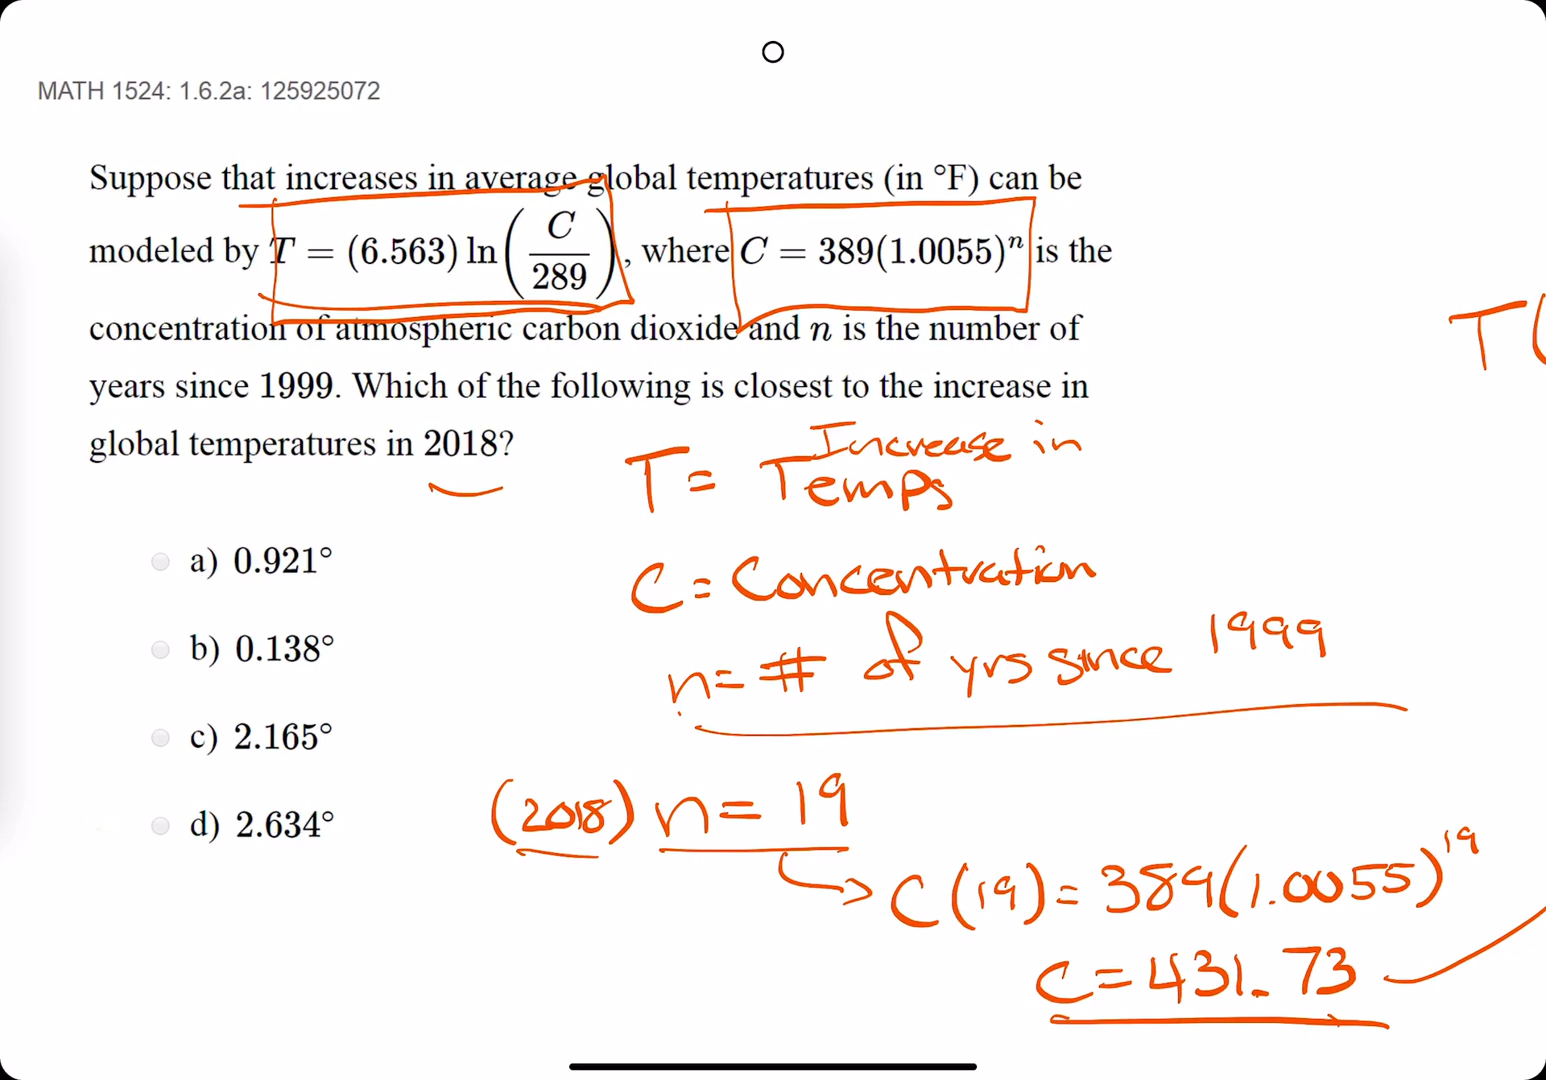 MATH 1524: 1.6.2a: 125925072
Suppose that increases in average global temperatures (in °F) can be
modeled by T = (6.563) ln(C/289), where C = 389(1.0055)ⁿ is the
concentration of atmospheric carbon dioxide and n is the number of
years since 1999. Which of the following is closest to the increase in
global temperatures in 2018?
T(
T = Increase in Temps
C = Concentration
n = # of yrs since 1999
a) 0.921°
b) 0.138°
c) 2.165°
d) 2.634°
(2018) n = 19
C(19) = 389(1.0055)¹⁹
C = 431.73